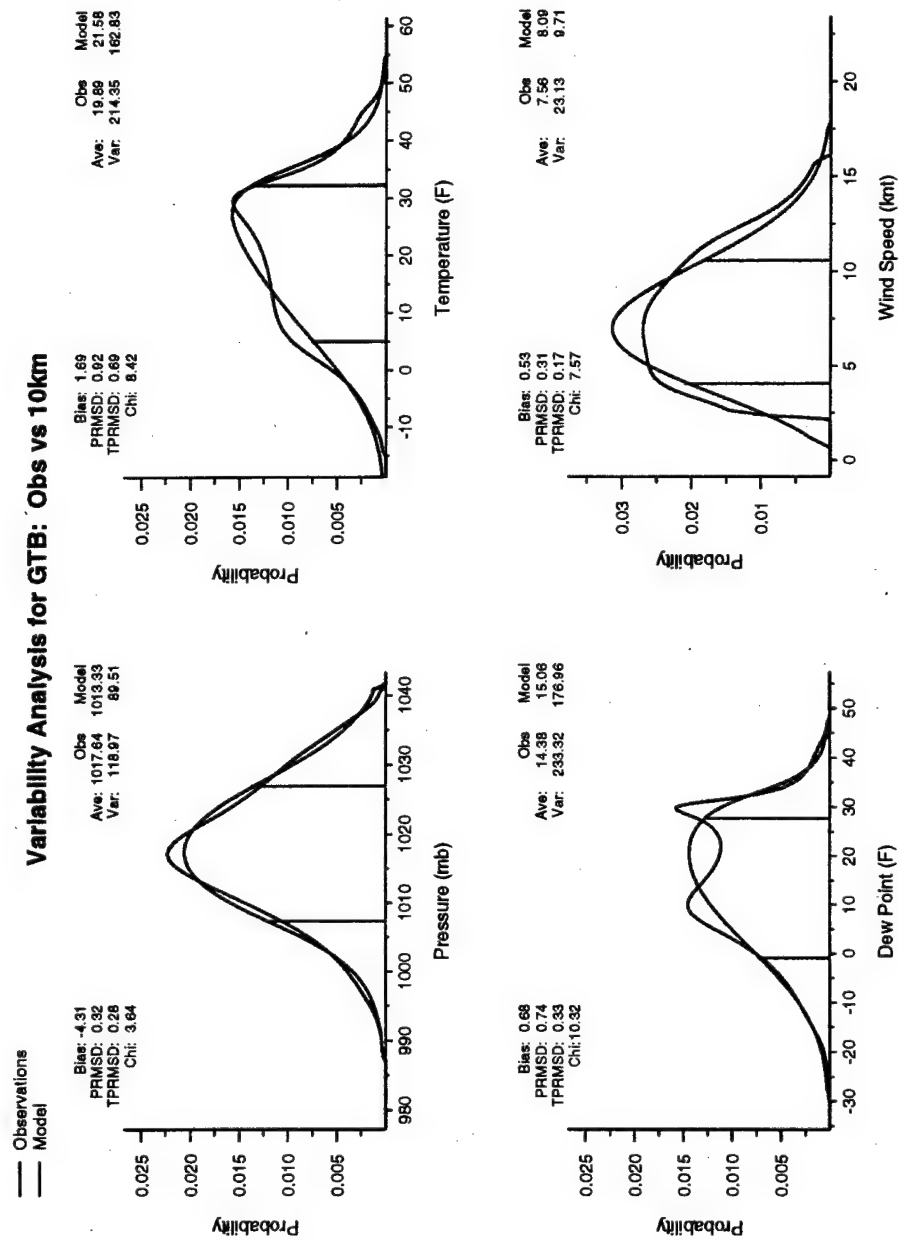 Observations
Model
Variability Analysis for GTB: Obs vs 10km
Bias: -4.31
PRMSD: 0.32
TPRMSD: 0.28
Chi: 3.64
Obs Model
Ave: 1017.64 1013.33
Var: 118.97 89.51
Probability
0.025
0.020
0.015
0.010
0.005
980 990 1000 1010 1020 1030 1040
Pressure (mb)
Bias: 1.69
PRMSD: 0.92
TPRMSD: 0.69
Chi: 8.42
Obs Model
Ave: 19.89 21.58
Var: 214.35 162.83
Probability
0.025
0.020
0.015
0.010
0.005
-10 0 10 20 30 40 50 60
Temperature (F)
Bias: 0.68
PRMSD: 0.74
TPRMSD: 0.33
Chi: 10.32
Obs Model
Ave: 14.38 15.06
Var: 233.32 176.96
Probability
0.025
0.020
0.015
0.010
0.005
-30 -20 -10 0 10 20 30 40 50
Dew Point (F)
Bias: 0.53
PRMSD: 0.31
TPRMSD: 0.17
Chi: 7.57
Obs Model
Ave: 7.56 8.09
Var: 23.13 9.71
Probability
0.03
0.02
0.01
0 5 10 15 20
Wind Speed (knt)